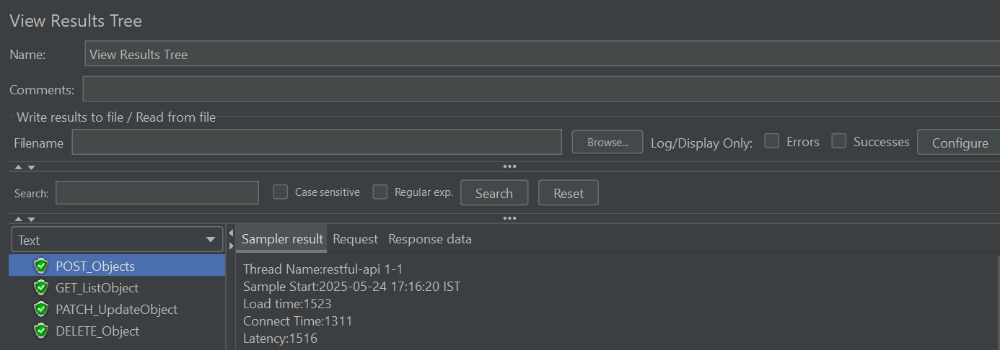 View Results Tree
Name: View Results Tree
Comments:
Write results to file / Read from file
Filename Browse... Log/Display Only: Errors Successes Configure
Search: Case sensitive Regular exp. Search Reset
Text
POST_Objects
GET_ListObject
PATCH_UpdateObject
DELETE_Object
Sampler result Request Response data
Thread Name:restful-api 1-1
Sample Start:2025-05-24 17:16:20 IST
Load time:1523
Connect Time:1311
Latency:1516